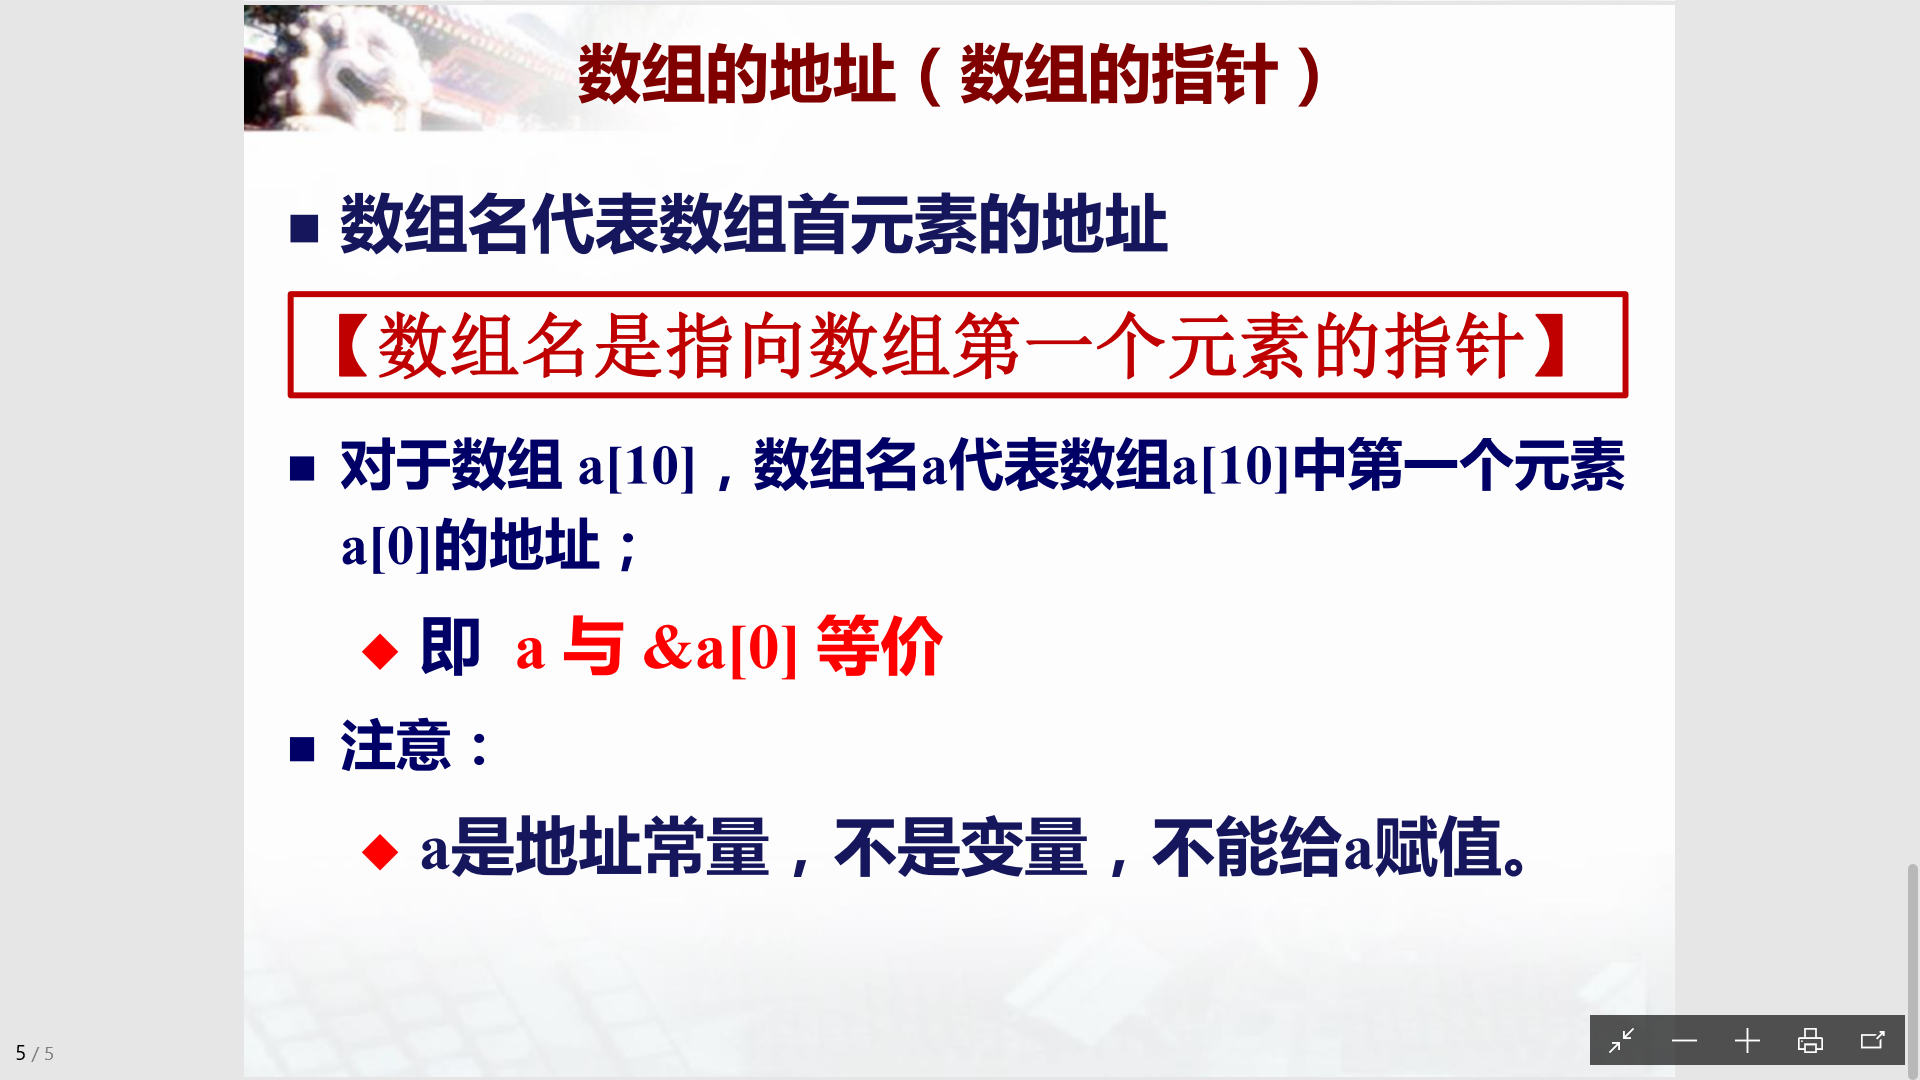 数组的地址（数组的指针）
■ 数组名代表数组首元素的地址
【数组名是指向数组第一个元素的指针】
■ 对于数组 a[10]，数组名a代表数组a[10]中第一个元素
a[0]的地址；
◆ 即 a 与 &a[0] 等价
■ 注意：
◆ a是地址常量，不是变量，不能给a赋值。
5 / 5